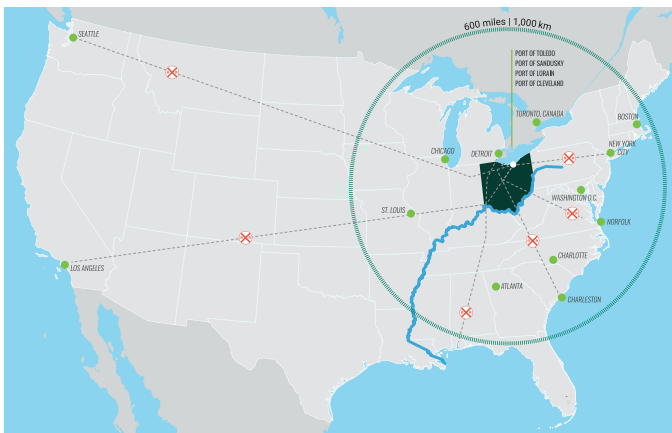 600 miles | 1,000 km
SEATTLE
PORT OF TOLEDO
PORT OF SANDUSKY
PORT OF LORAIN
PORT OF CLEVELAND
TORONTO, CANADA
BOSTON
CHICAGO
DETROIT
NEW YORK
CITY
WASHINGTON D.C.
ST. LOUIS
NORFOLK
CHARLOTTE
LOS ANGELES
ATLANTA
CHARLESTON